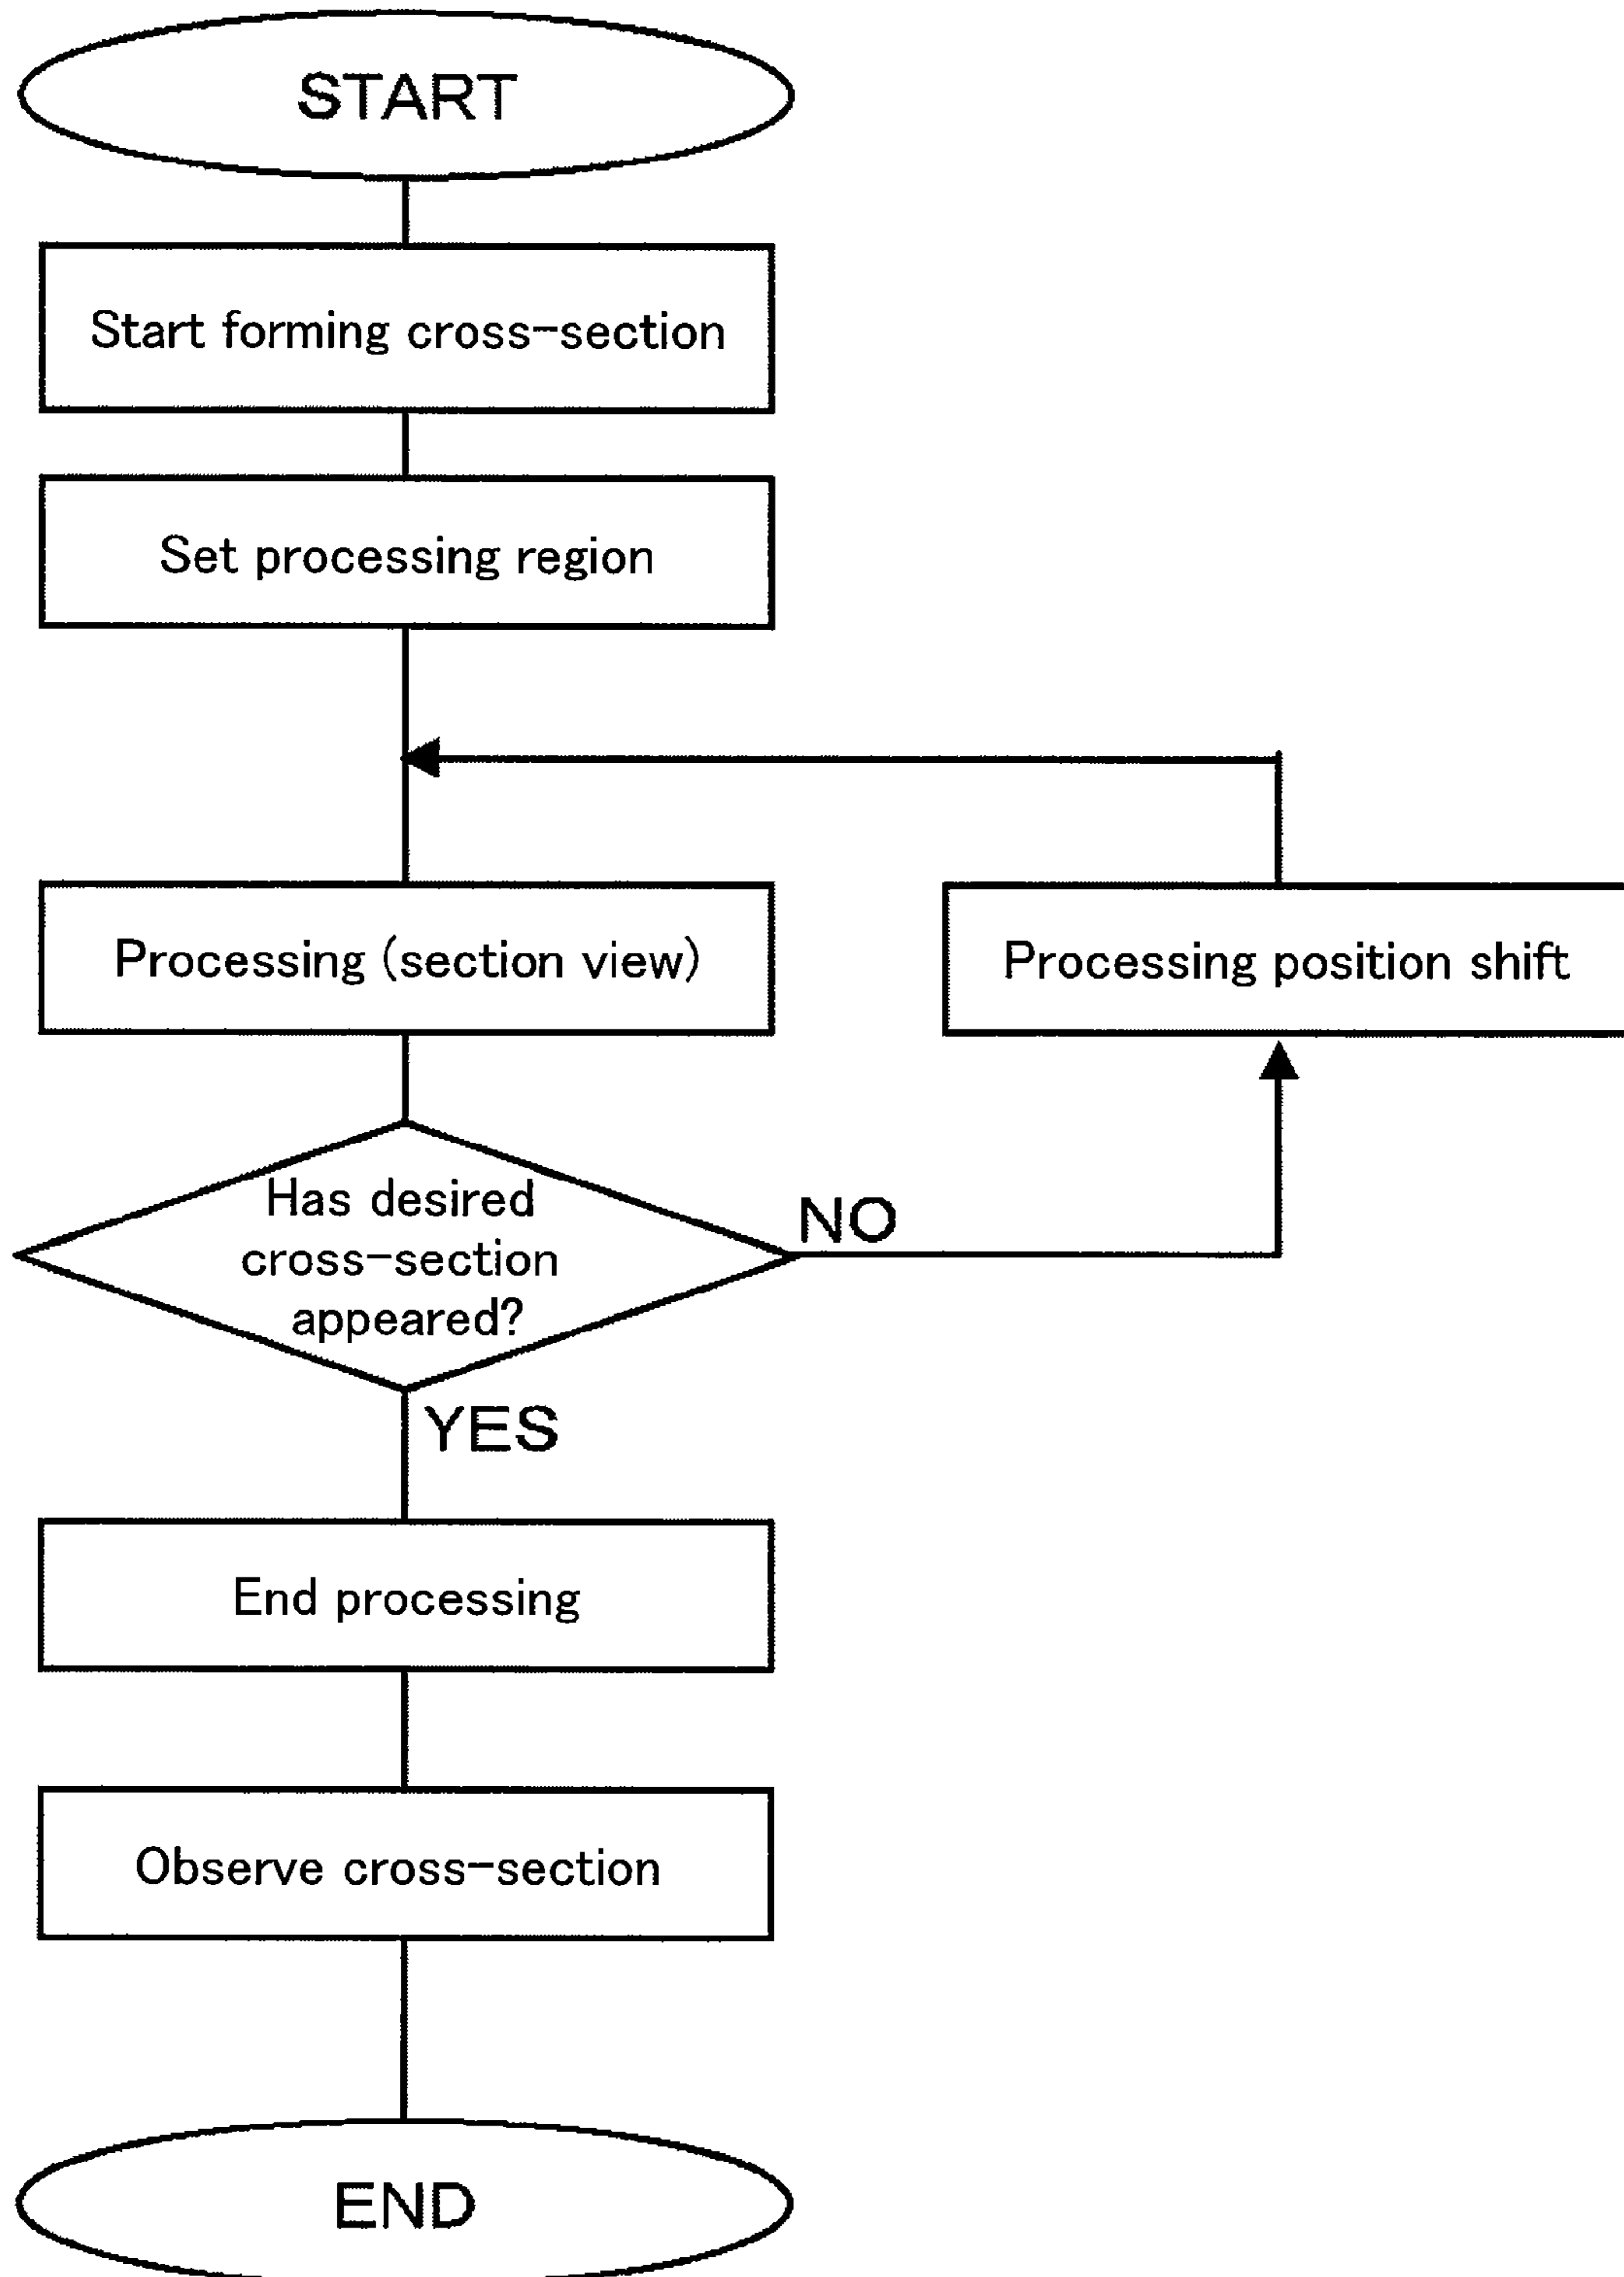 START
Start forming cross-section
Set processing region
Processing (section view)
Processing position shift
Has desired
cross-section
appeared?
NO
YES
End processing
Observe cross-section
END